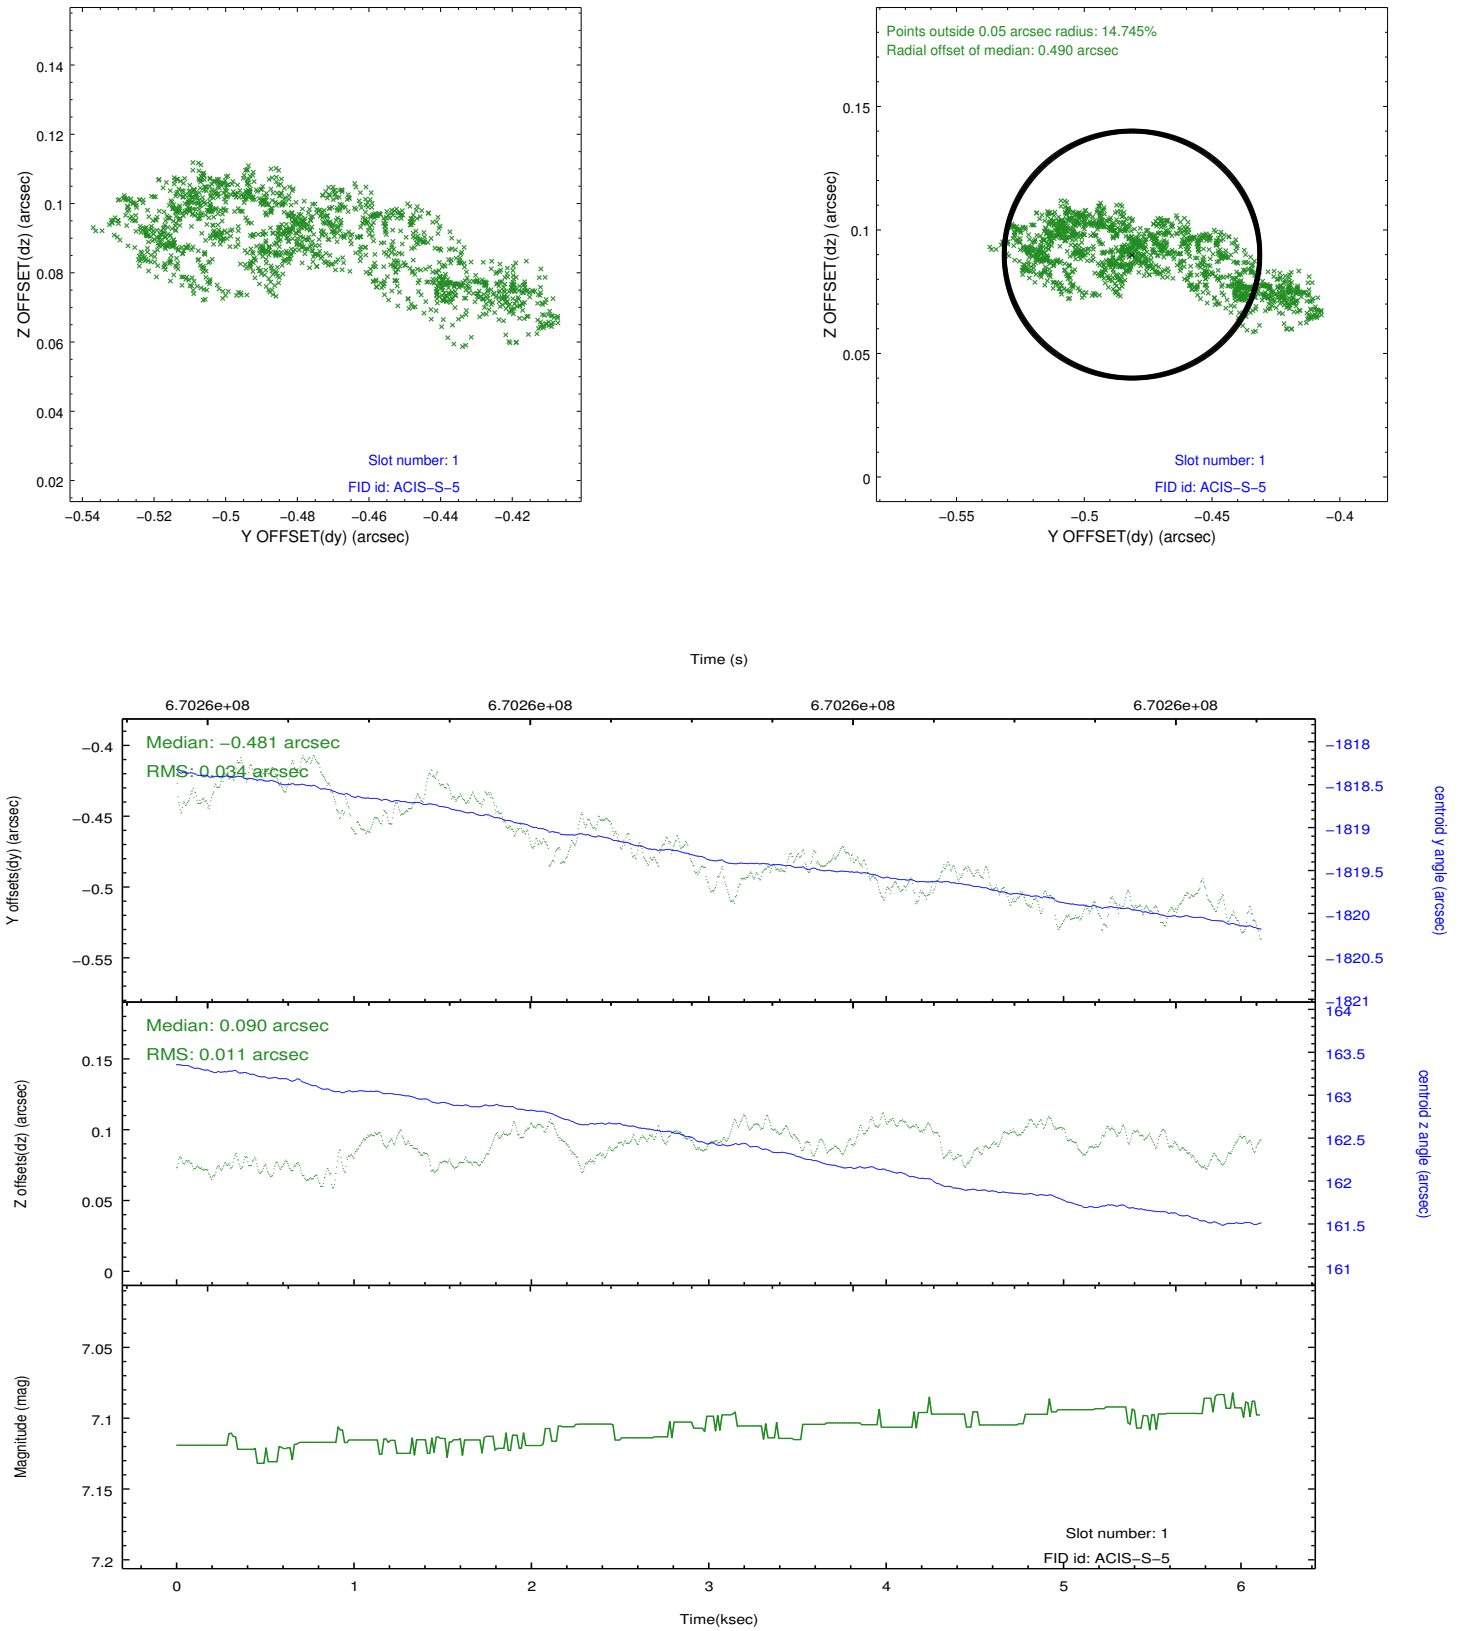 0.14
0.12
0.1
0.08
0.06
0.04
0.02
Z OFFSET(dz) (arcsec)
Slot number: 1
FID id: ACIS−S−5
−0.54 −0.52 −0.5 −0.48 −0.46 −0.44 −0.42
Y OFFSET(dy) (arcsec)
Points outside 0.05 arcsec radius: 14.745%
Radial offset of median: 0.490 arcsec
0.15
0.1
0.05
0
Z OFFSET(dz) (arcsec)
Slot number: 1
FID id: ACIS−S−5
−0.55 −0.5 −0.45 −0.4
Y OFFSET(dy) (arcsec)
Time (s)
6.7026e+08 6.7026e+08 6.7026e+08 6.7026e+08
Median: −0.481 arcsec
RMS: 0.034 arcsec
−0.4
−0.45
−0.5
−0.55
Y offsets(dy) (arcsec)
−1818
−1818.5
−1819
−1819.5
−1820
−1820.5
−1821
centroid y angle (arcsec)
Median: 0.090 arcsec
RMS: 0.011 arcsec
0.15
0.1
0.05
0
Z offsets(dz) (arcsec)
164
163.5
163
162.5
162
161.5
161
centroid z angle (arcsec)
7.05
7.1
7.15
7.2
Magnitude (mag)
Slot number: 1
FID id: ACIS−S−5
0 1 2 3 4 5 6
Time(ksec)